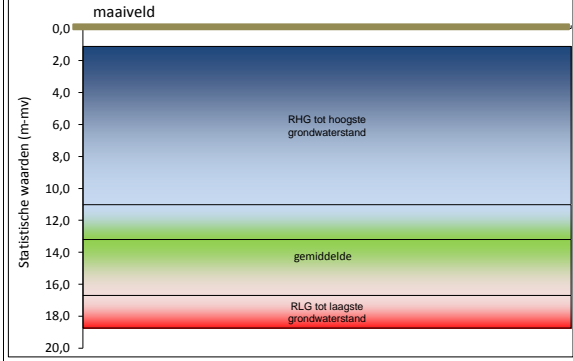 maaiveld
0,0
2,0
4,0
6,0
8,0
10,0
12,0
14,0
16,0
18,0
20,0
Statistische waarden (m-mv)
RHG tot hoogste
grondwaterstand
gemiddelde
RLG tot laagste
grondwaterstand